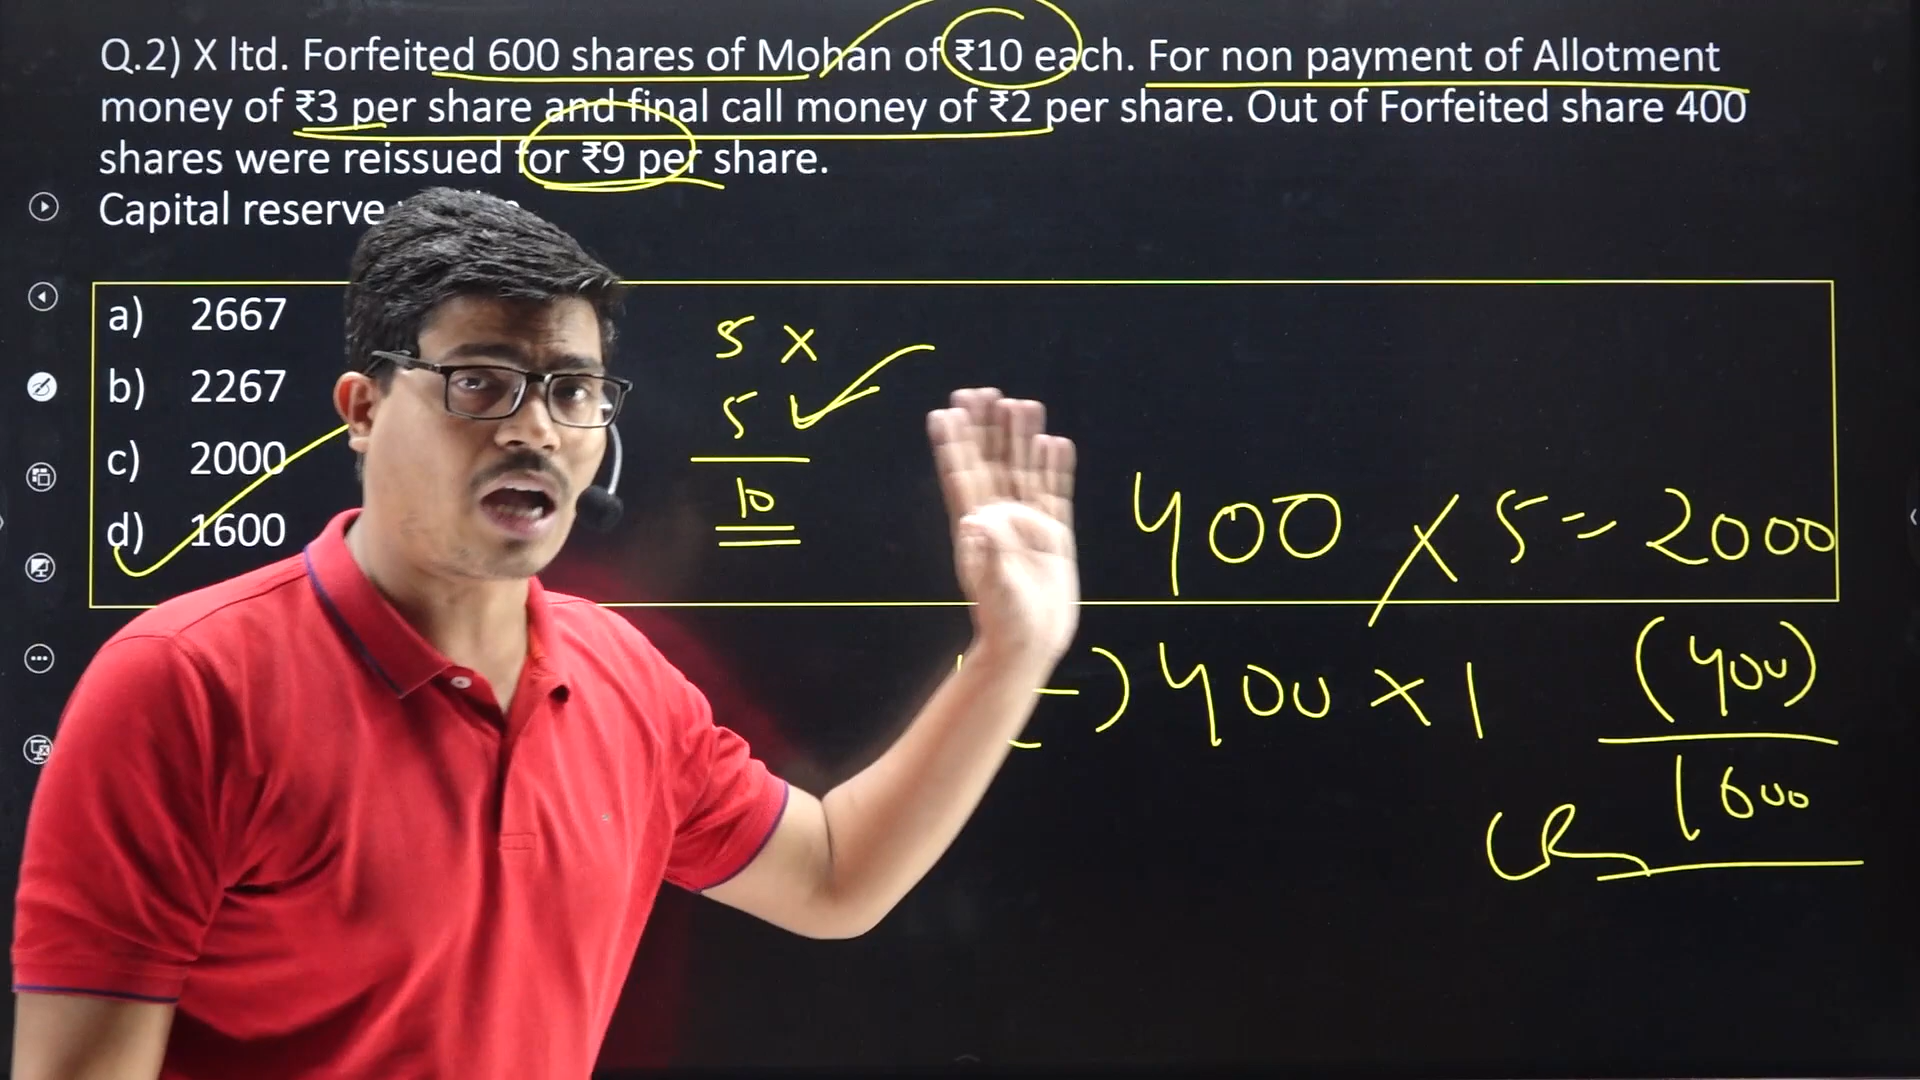 Q.2) X ltd. Forfeited 600 shares of Mohan of ₹10 each. For non payment of Allotment
money of ₹3 per share and final call money of ₹2 per share. Out of Forfeited share 400
shares were reissued for ₹9 per share.
Capital reserve
a) 2667
b) 2267
c) 2000
d) 1600
5 ×
5 ✓
10
400 × 5 = 2000
(-) 400 × 1 (400)
CR 1600